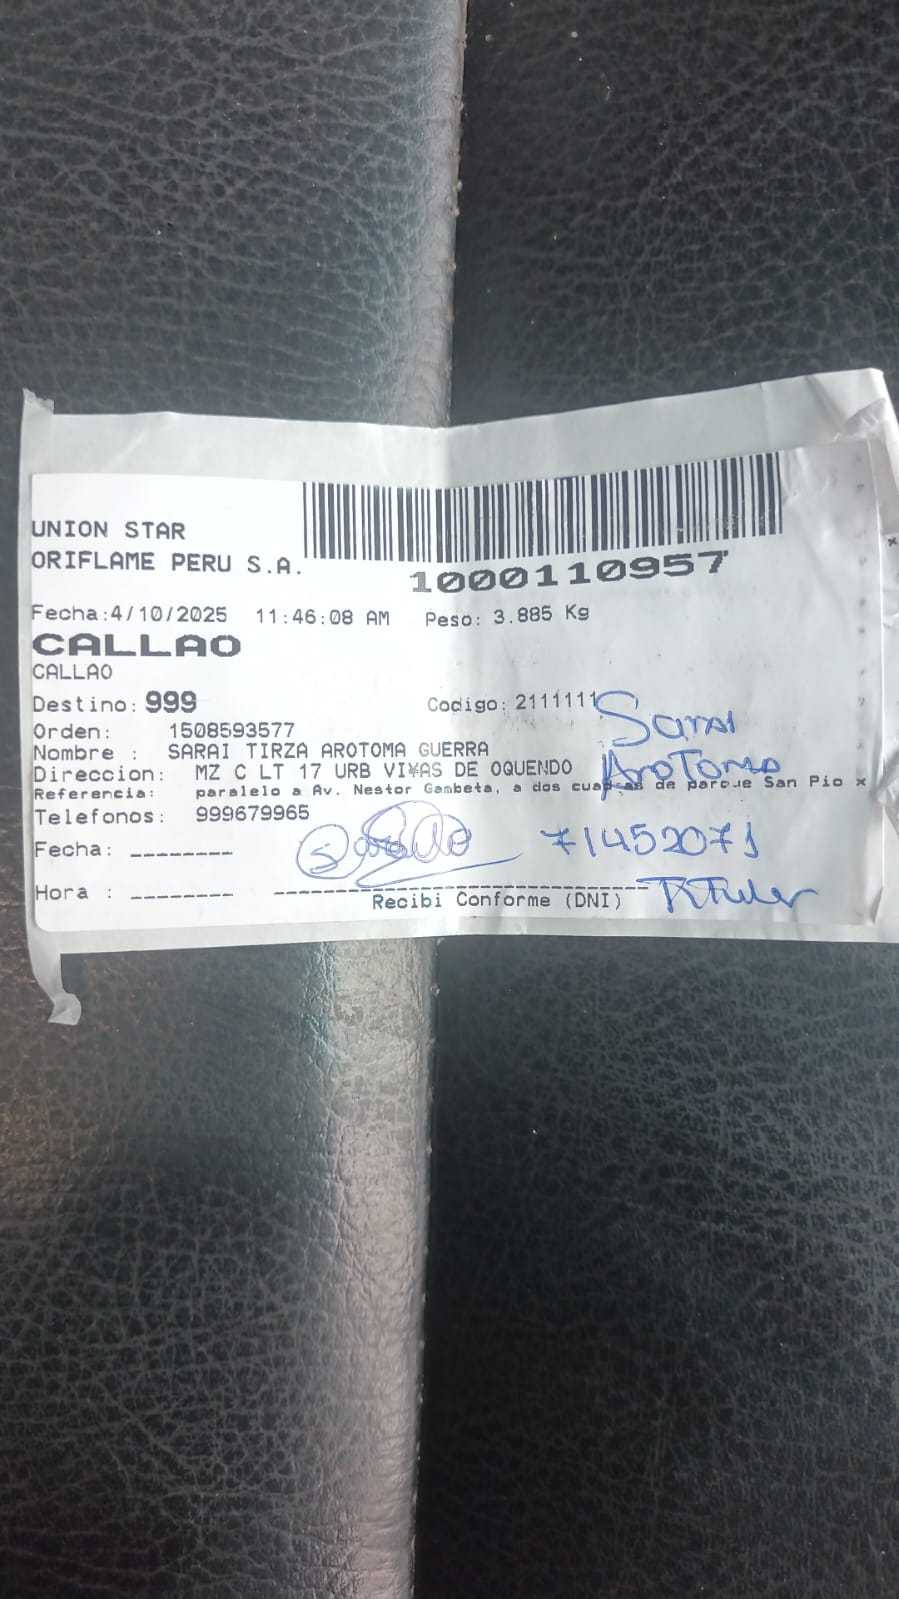 UNION STAR
ORIFLAME PERU S.A.
1000110957
Fecha:4/10/2025 11:46:08 AM Peso: 3.885 Kg
CALLAO
CALLAO
Destino: 999 Codigo: 2111111
Orden: 1508593577
Nombre : SARAI TIRZA AROTOMA GUERRA
Direccion: MZ C LT 17 URB VI¥AS DE OQUENDO
Referencia: paralelo a Av. Nestor Gambeta, a dos cuadras de parque San Pio x
Telefonos: 999679965
Sarai
AroToma
Fecha: --------
71452071
Hora : --------
Recibi Conforme (DNI)